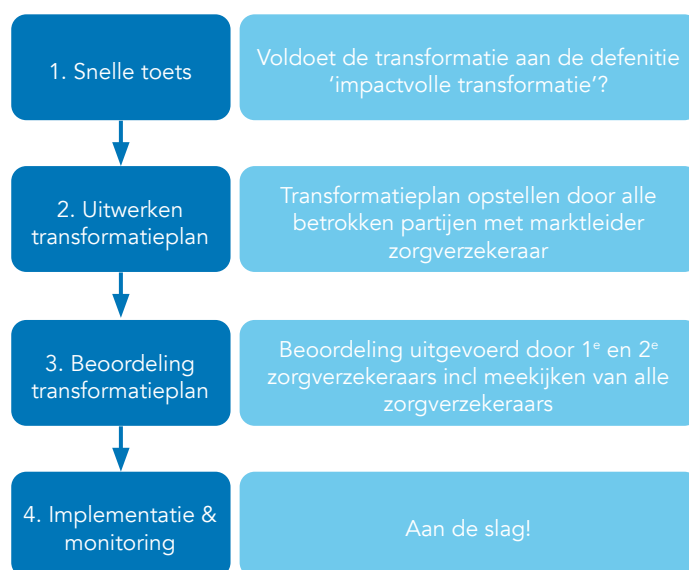 1. Snelle toets
Voldoet de transformatie aan de defenitie
‘impactvolle transformatie’?
2. Uitwerken
transformatieplan
Transformatieplan opstellen door alle
betrokken partijen met marktleider
zorgverzekeraar
3. Beoordeling
transformatieplan
Beoordeling uitgevoerd door 1e en 2e
zorgverzekeraars incl meekijken van alle
zorgverzekeraars
4. Implementatie &
monitoring
Aan de slag!